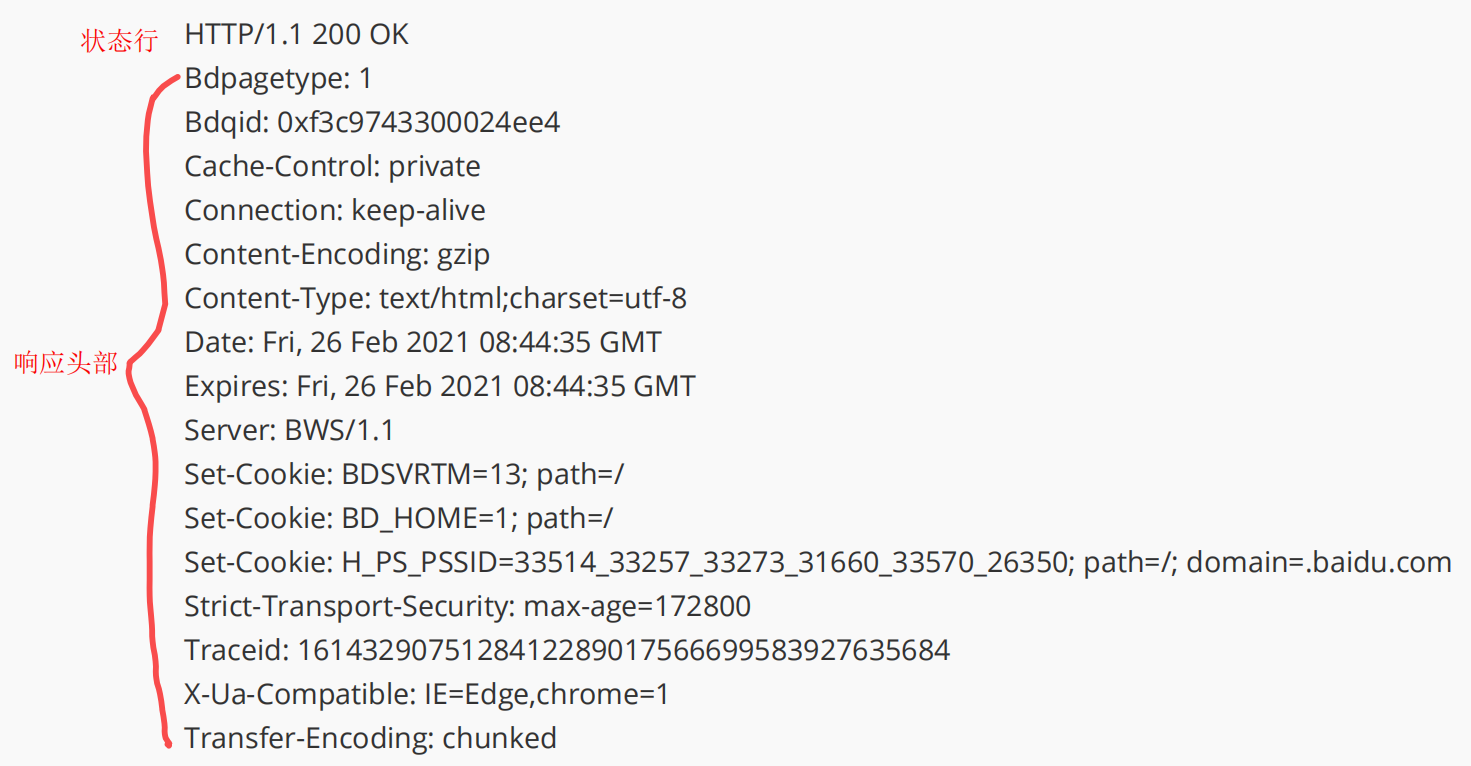 状态行 HTTP/1.1 200 OK
Bdpagetype: 1
Bdqid: 0xf3c9743300024ee4
Cache-Control: private
Connection: keep-alive
Content-Encoding: gzip
Content-Type: text/html;charset=utf-8
Date: Fri, 26 Feb 2021 08:44:35 GMT
响应头部
Expires: Fri, 26 Feb 2021 08:44:35 GMT
Server: BWS/1.1
Set-Cookie: BDSVRTM=13; path=/
Set-Cookie: BD_HOME=1; path=/
Set-Cookie: H_PS_PSSID=33514_33257_33273_31660_33570_26350; path=/; domain=.baidu.com
Strict-Transport-Security: max-age=172800
Traceid: 1614329075128412289017566699583927635684
X-Ua-Compatible: IE=Edge,chrome=1
Transfer-Encoding: chunked